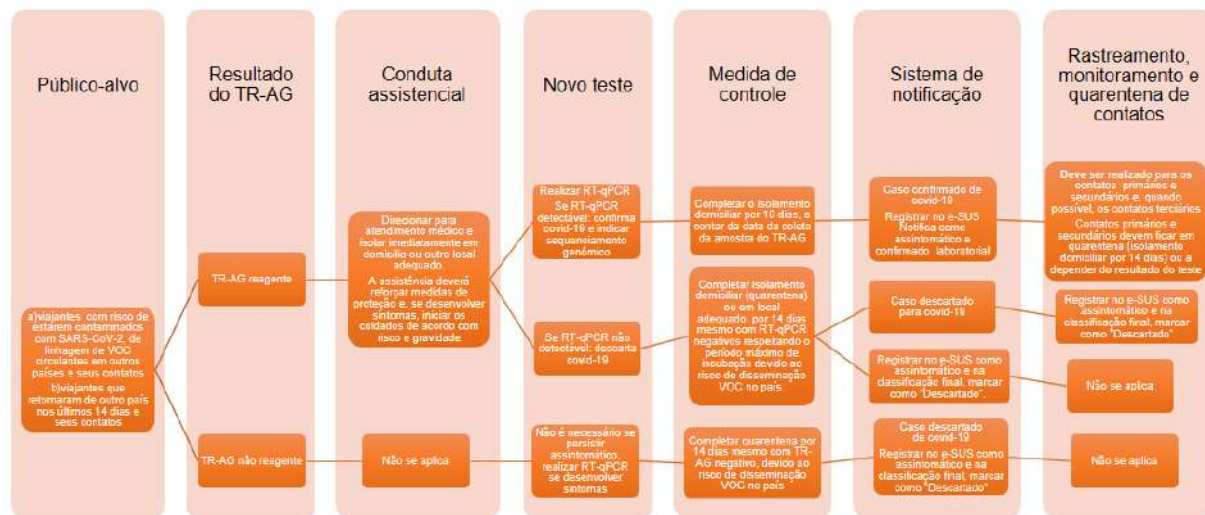 Público-alvo
Resultado
do TR-AG
Conduta
assistencial
Novo teste
Medida de
controle
Sistema de
notificação
Rastreamento,
monitoramento e
quarentena de
contatos
a)viajantes com risco de
estarem contaminados
com SARS-CoV-2, de
linhagem de VOC
circulantes em outros
países e seus contatos
b)viajantes que
retornaram de outro país
nos últimos 14 dias e
seus contatos
TR-AG reagente
Direcionar para
atendimento médico e
isolar imediatamente em
domicílio ou outro local
adequado.
A assistência deverá
reforçar medidas de
proteção e, se desenvolver
sintomas, iniciar os
cuidados de acordo com
risco e gravidade
Realizar RT-qPCR
Se RT-qPCR
detectável: confirma
covid-19 e indicar
sequenciamento
genômico
Completar o isolamento
domiciliar por 10 dias, a
contar da data da coleta
da amostra do TR-AG
Caso confirmado de
covid-19
Registrar no e-SUS
Notifica como
assintomático e
confirmado laboratorial
Deve ser realizado para os
contatos primários e
secundários e, quando
possível, os contatos terciários
Contatos primários e
secundários devem ficar em
quarentena (isolamento
domiciliar por 14 dias) ou a
depender do resultado do teste
Se RT-qPCR não
detectável: descarta
covid-19
Completar isolamento
domiciliar (quarentena)
ou em local
adequado, por 14 dias
mesmo com RT-qPCR
negativos respeitando o
período máximo de
incubação devido ao
risco de disseminação
VOC no país
Caso descartado
para covid-19
Registrar no e-SUS como
assintomático e na
classificação final, marcar
como "Descartado"
Registrar no e-SUS como
assintomático e na
classificação final, marcar
como "Descartado".
Não se aplica
TR-AG não reagente
Não se aplica
Não é necessário se
persistir
assintomático,
realizar RT-qPCR
se desenvolver
sintomas
Completar quarentena por
14 dias mesmo com TR-
AG negativo, devido ao
risco de disseminação
VOC no país
Caso descartado
de covid-19
Registrar no e-SUS como
assintomático e na
classificação final, marcar
como "Descartado"
Não se aplica